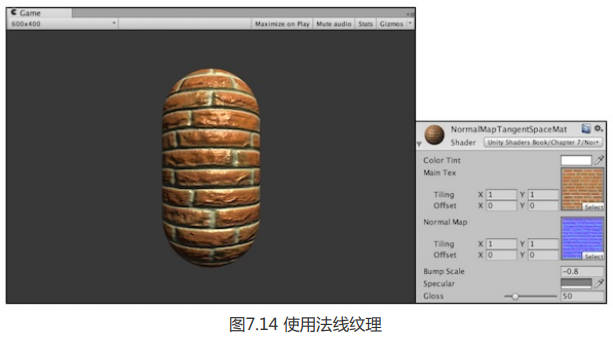 Game
600x400
Maximize on Play Mute audio Stats Gizmos
NormalMapTangentSpaceMat
Shader Unity Shaders Book/Chapter 7/Nor
Color Tint
Main Tex
Tiling X 1 Y 1
Offset X 0 Y 0
Select
Normal Map
Tiling X 1 Y 1
Offset X 0 Y 0
Select
Bump Scale -0.8
Specular
Gloss 50
图7.14 使用法线纹理